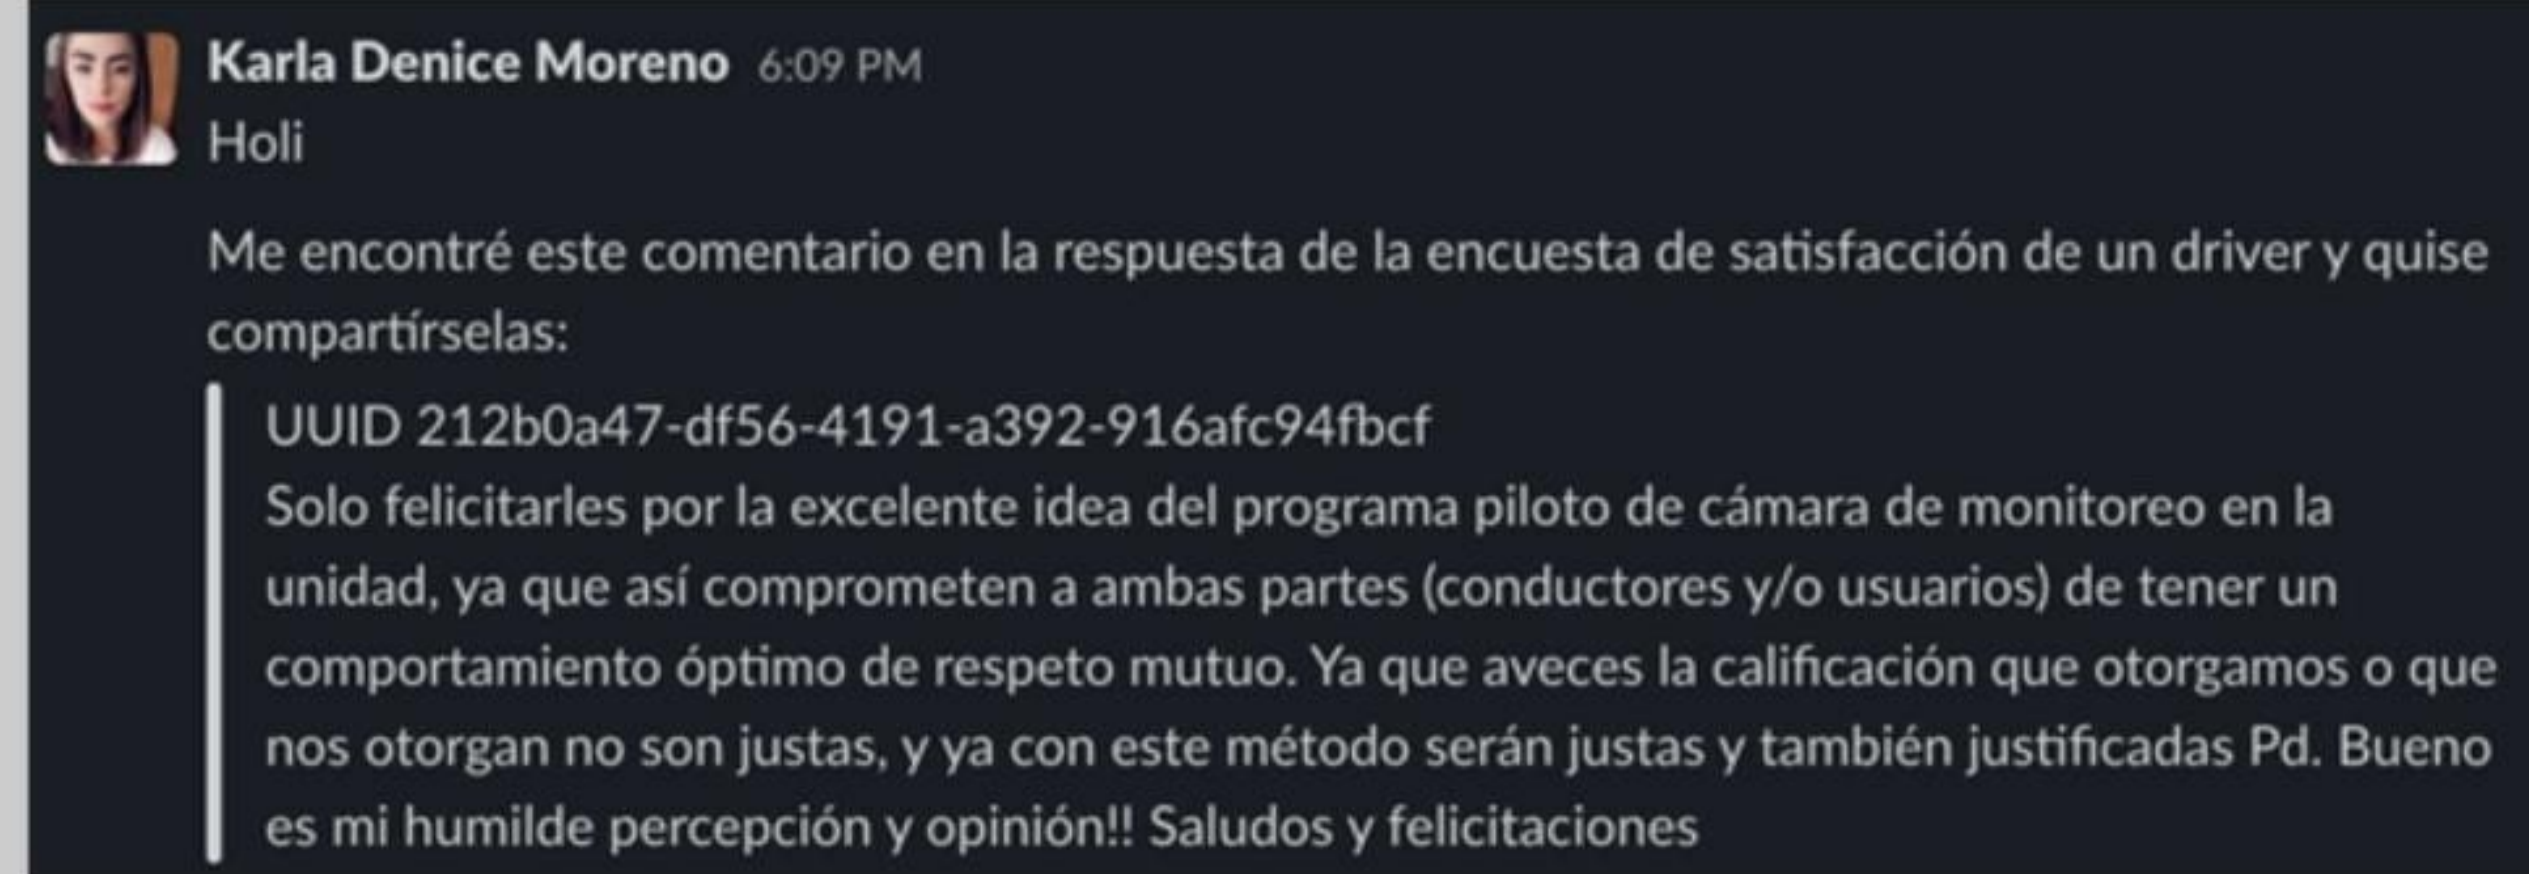 Karla Denice Moreno 6:09 PM
Holi
Me encontré este comentario en la respuesta de la encuesta de satisfacción de un driver y quise
compartírselas:
UUID 212b0a47-df56-4191-a392-916afc94fbcf
Solo felicitarles por la excelente idea del programa piloto de cámara de monitoreo en la
unidad, ya que así comprometen a ambas partes (conductores y/o usuarios) de tener un
comportamiento óptimo de respeto mutuo. Ya que aveces la calificación que otorgamos o que
nos otorgan no son justas, y ya con este método serán justas y también justificadas Pd. Bueno
es mi humilde percepción y opinión!! Saludos y felicitaciones